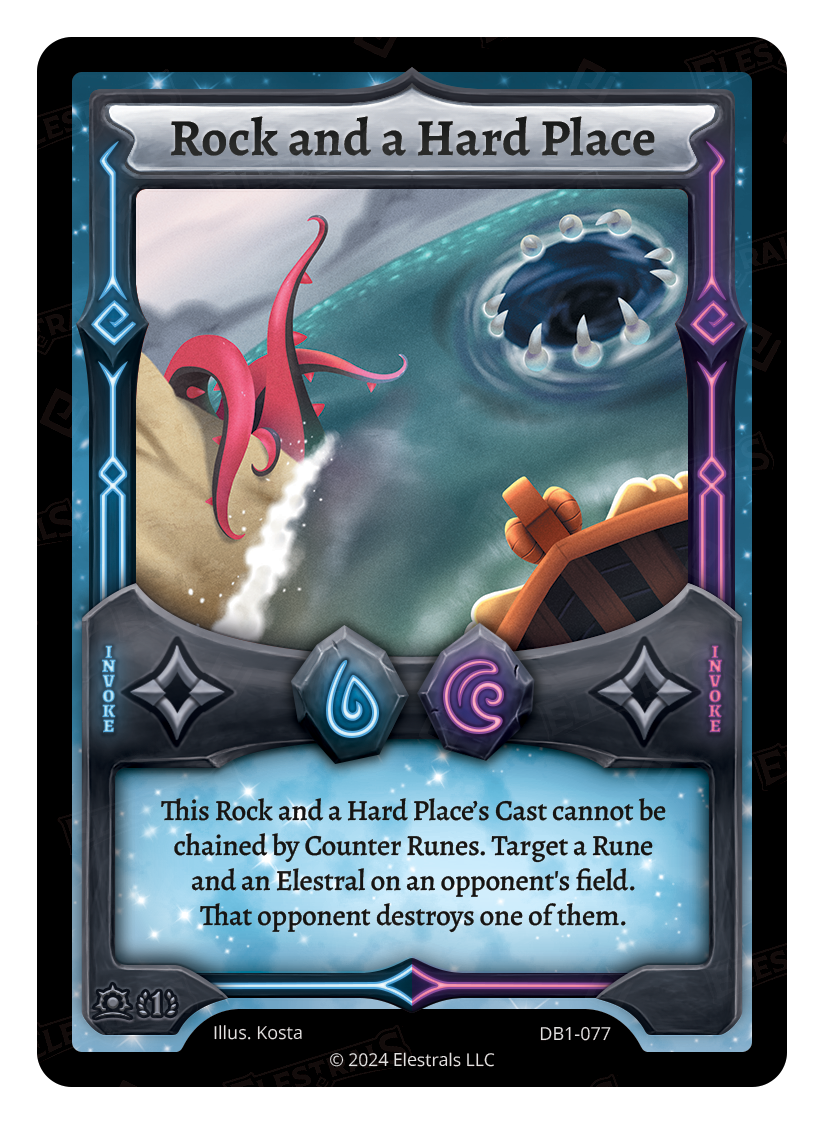 Rock and a Hard Place
INVOKE
INVOKE
This Rock and a Hard Place’s Cast cannot be
chained by Counter Runes. Target a Rune
and an Elestral on an opponent's field.
That opponent destroys one of them.
1
Illus. Kosta
DB1-077
© 2024 Elestrals LLC